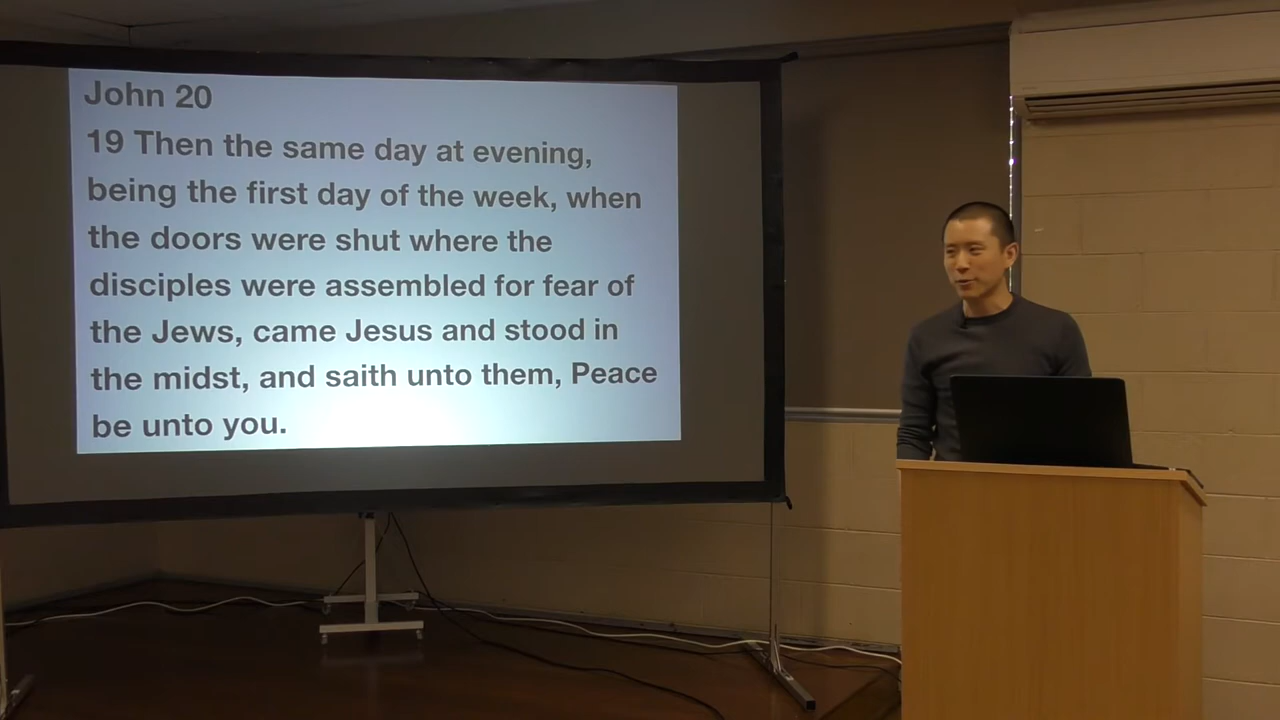 John 20
19 Then the same day at evening,
being the first day of the week, when
the doors were shut where the
disciples were assembled for fear of
the Jews, came Jesus and stood in
the midst, and saith unto them, Peace
be unto you.